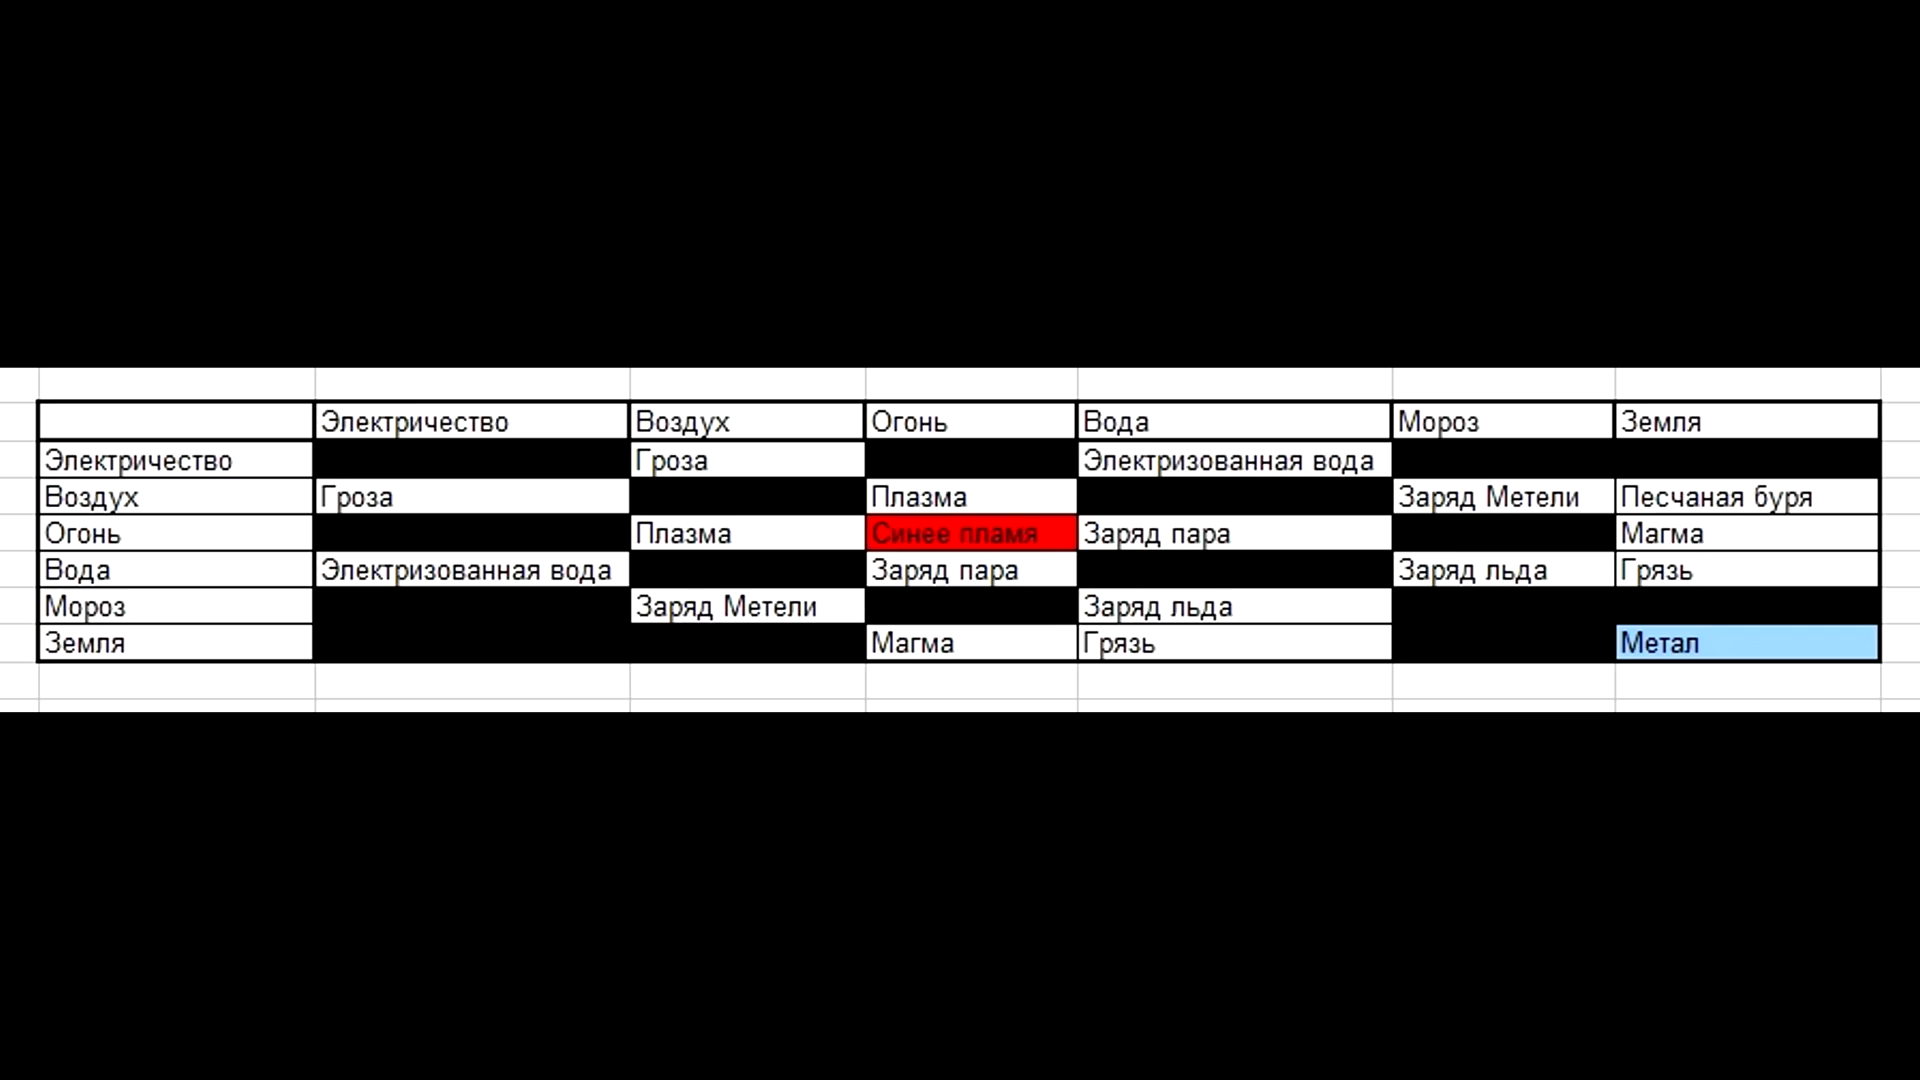 Электричество Воздух Огонь Вода Мороз Земля
Электричество Гроза Электризованная вода
Воздух Гроза Плазма Заряд Метели Песчаная буря
Огонь Плазма Синее пламя Заряд пара Магма
Вода Электризованная вода Заряд пара Заряд льда Грязь
Мороз Заряд Метели Заряд льда
Земля Магма Грязь Метал